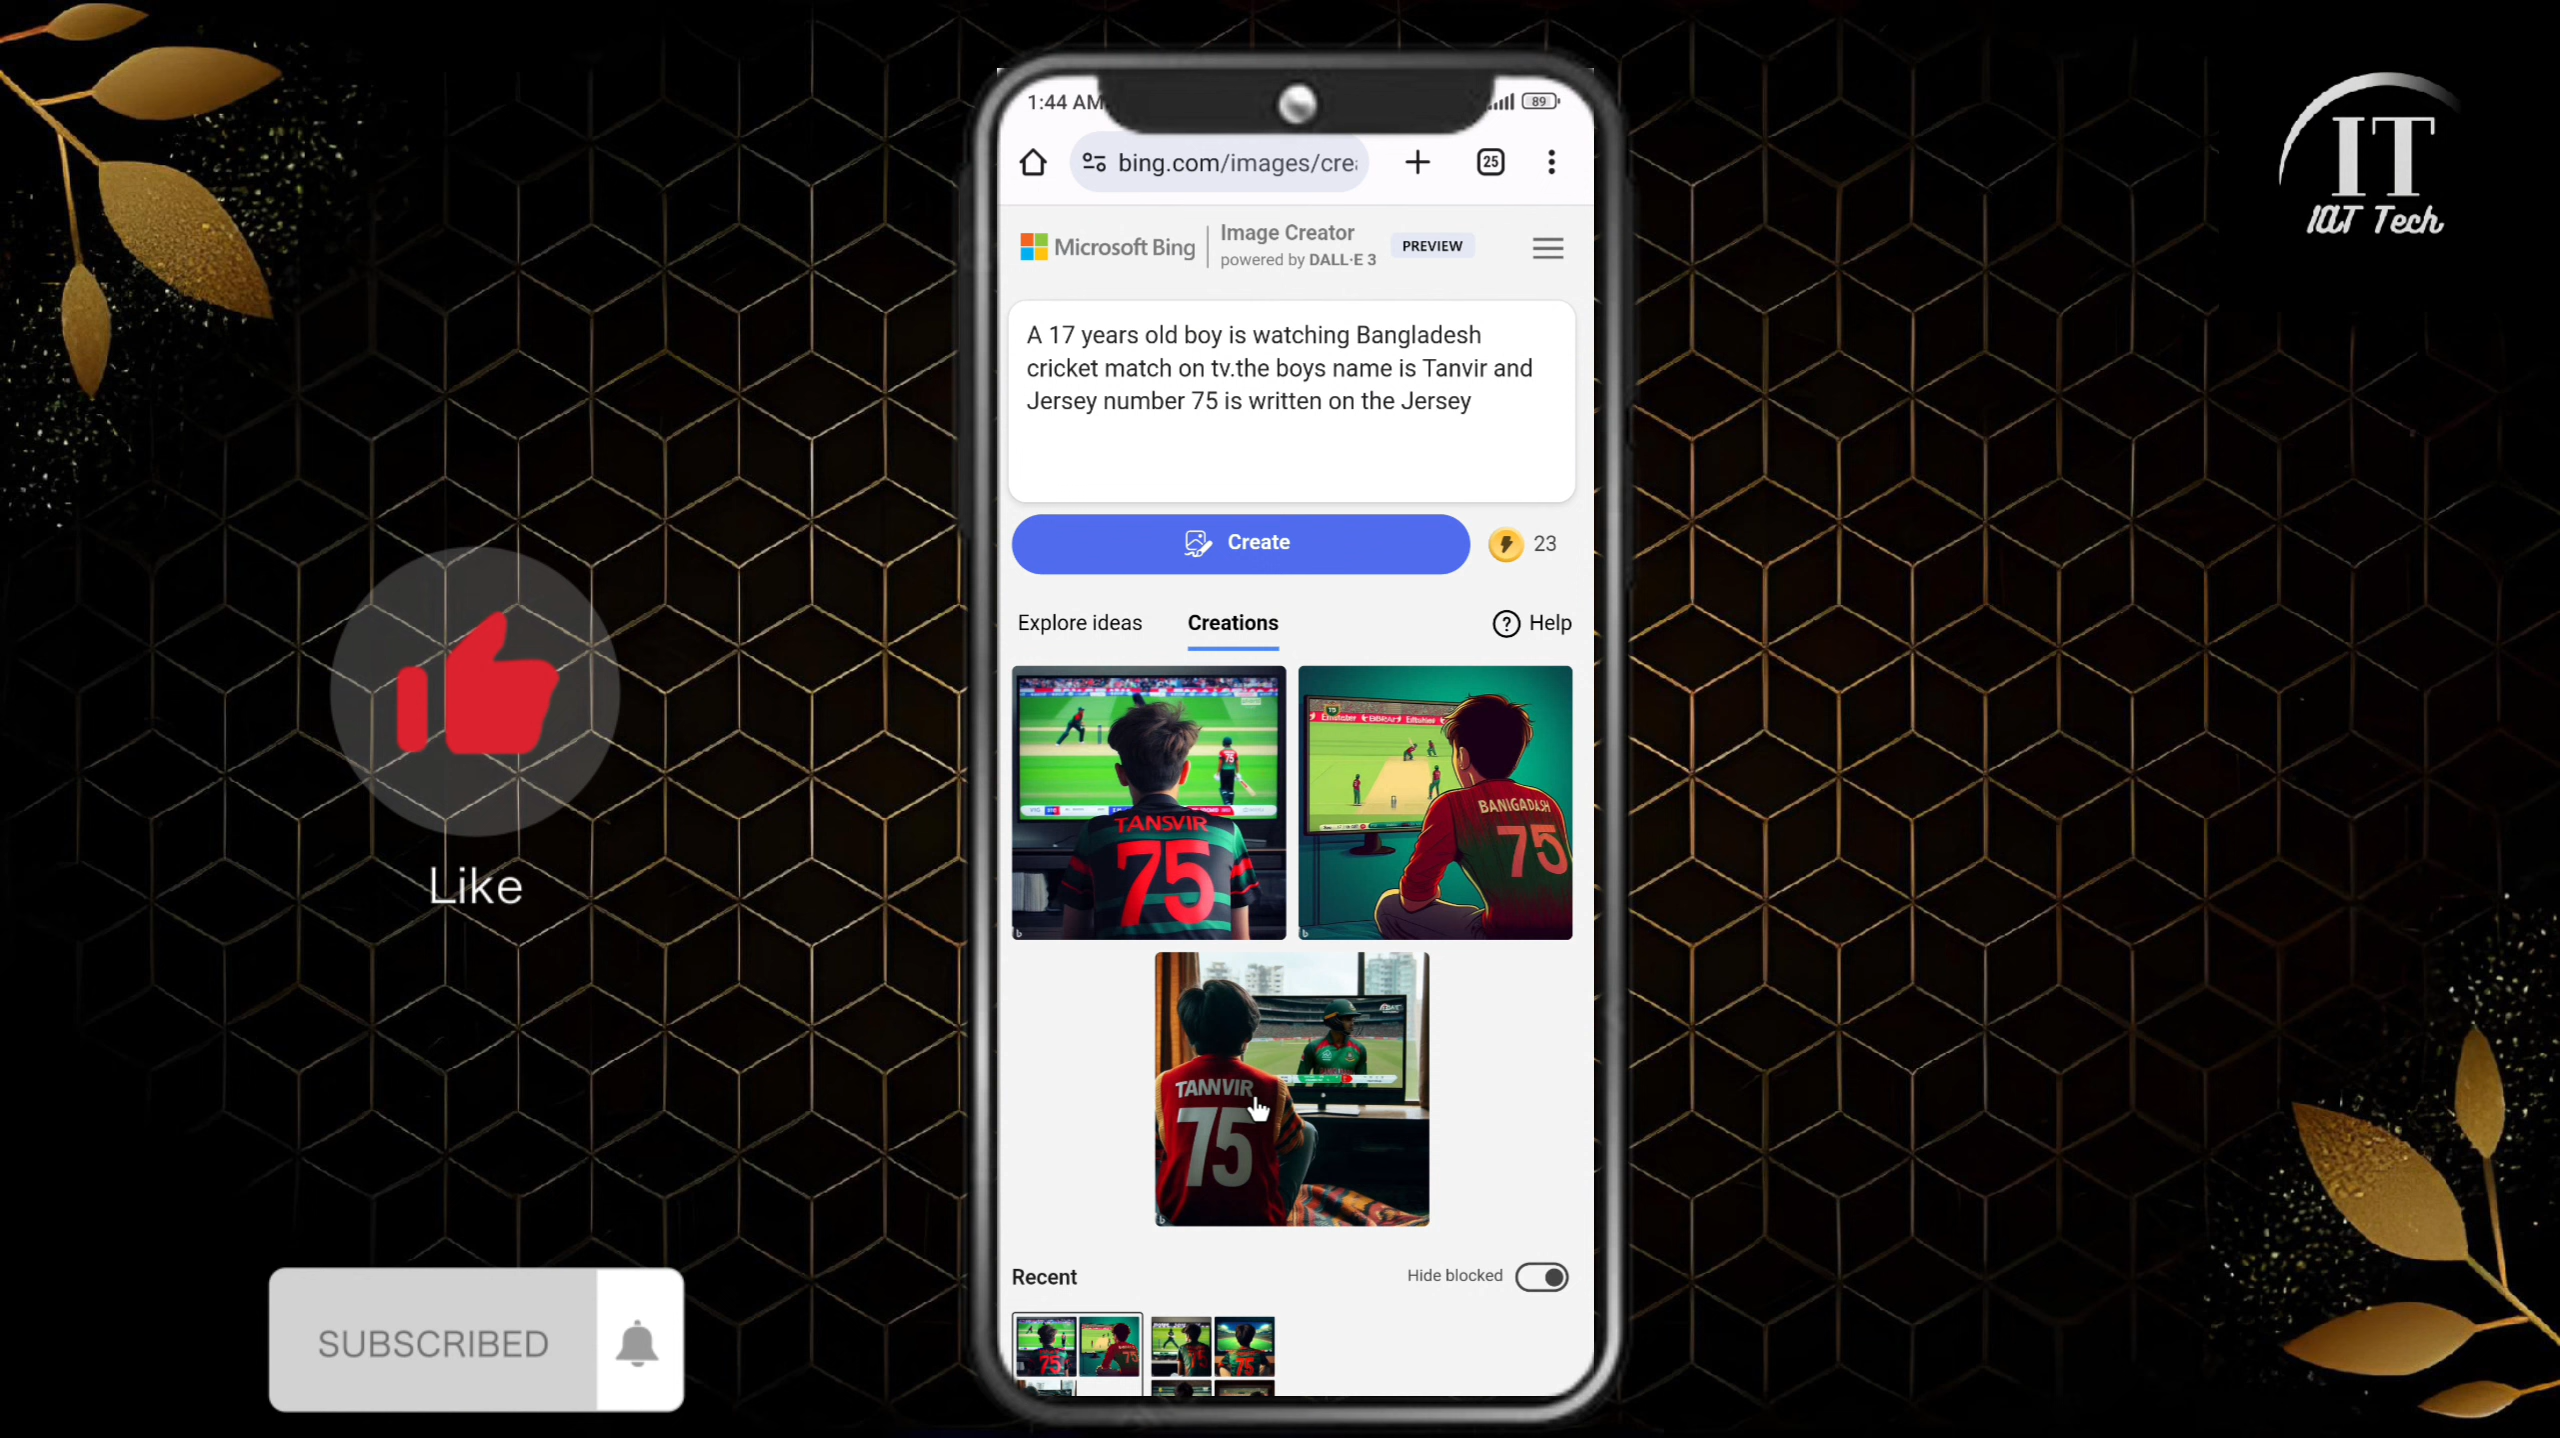 1:44 AM
89
bing.com/images/cre
25
IT
IQT Tech
Microsoft Bing
Image Creator
powered by DALL·E 3
PREVIEW
A 17 years old boy is watching Bangladesh
cricket match on tv.the boys name is Tanvir and
Jersey number 75 is written on the Jersey
Create
23
Explore ideas
Creations
Help
TANSVIR
75
75
BANIGADASH
75
TANNVIR
75
Like
Recent
Hide blocked
SUBSCRIBED